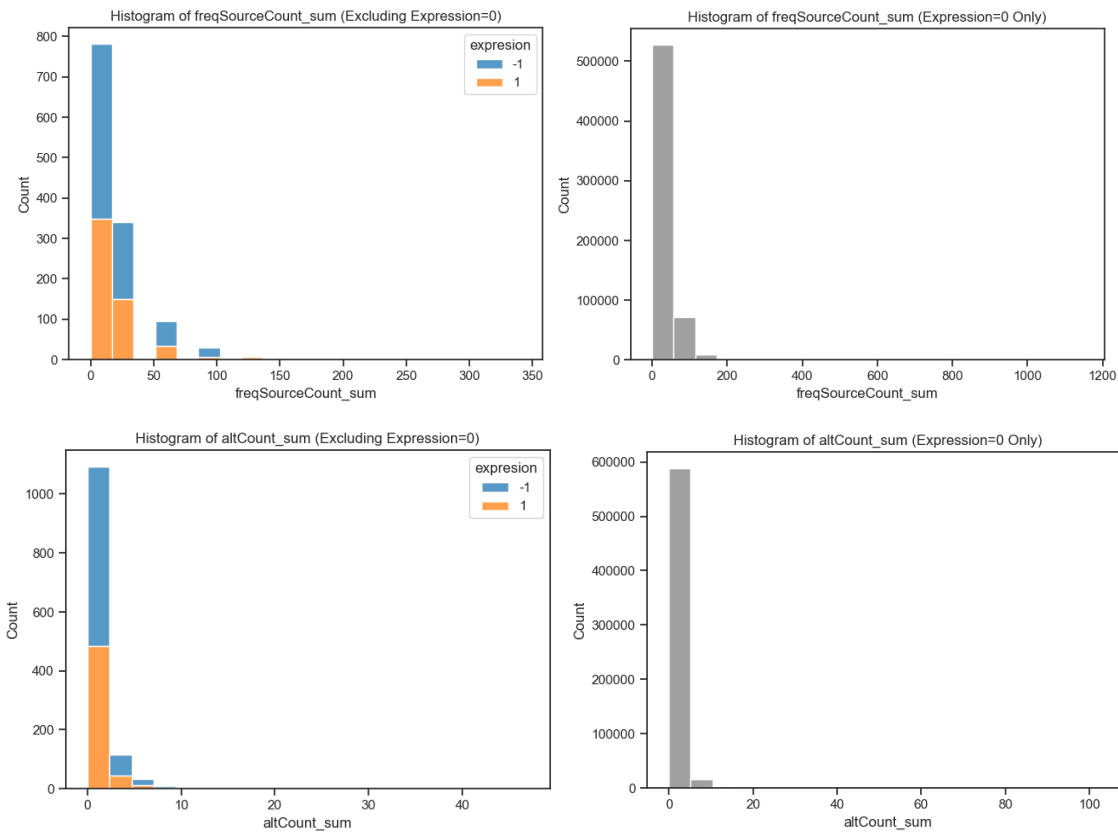 Histogram of freqSourceCount_sum (Excluding Expression=0)
800
700
600
500
400
300
200
100
0
Count
expresion
-1
1
0 50 100 150 200 250 300 350
freqSourceCount_sum
Histogram of freqSourceCount_sum (Expression=0 Only)
500000
400000
300000
200000
100000
0
Count
0 200 400 600 800 1000 1200
freqSourceCount_sum
Histogram of altCount_sum (Excluding Expression=0)
1000
800
600
400
200
0
Count
expresion
-1
1
0 10 20 30 40
altCount_sum
Histogram of altCount_sum (Expression=0 Only)
600000
500000
400000
300000
200000
100000
0
Count
0 20 40 60 80 100
altCount_sum